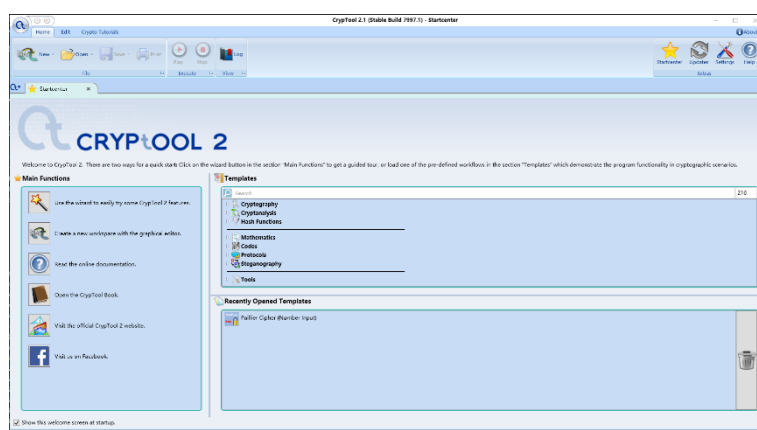 CrypTool 2.1 (Stable Build 7997.1) - Startcenter
Home Edit Crypto Tutorials
About
New Open Save Print Play Stop Log
Startcenter Updater Settings Help
File Execute View Extras
Startcenter
CRYPtOOL 2
Welcome to CrypTool 2. There are two ways for a quick start: Click on the wizard button in the section "Main Functions" to get a guided tour, or load one of the pre-defined workflows in the section "Templates" which demonstrate the program functionality in cryptographic scenarios.
Main Functions
Use the wizard to easily try some CrypTool 2 features.
Create a new workspace with the graphical editor.
Read the online documentation.
Open the CrypTool Book.
Visit the official CrypTool 2 website.
Visit us on Facebook.
Templates
Search
210
Cryptography
Cryptanalysis
Hash Functions
Mathematics
Codes
Protocols
Steganography
Tools
Recently Opened Templates
Paillier Cipher (Number Input)
Show this welcome screen at startup.